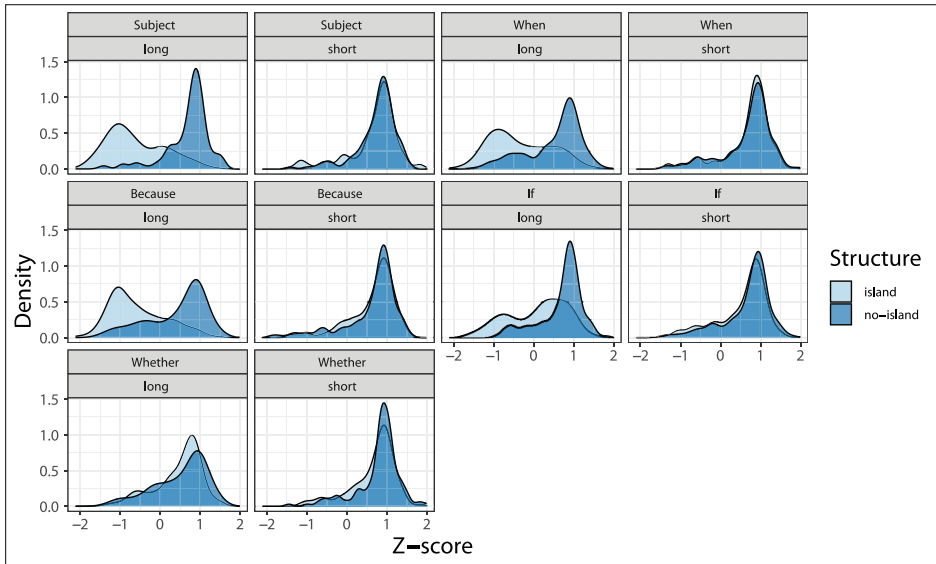 Subject Subject When When
long short long short
1.5
1.0
0.5
0.0
Because Because If If
long short long short
1.5
1.0
0.5
0.0
−2 −1 0 1 2 −2 −1 0 1 2
Whether Whether
long short
1.5
1.0
0.5
0.0
−2 −1 0 1 2 −2 −1 0 1 2
Z−score
Density
Structure
island
no−island